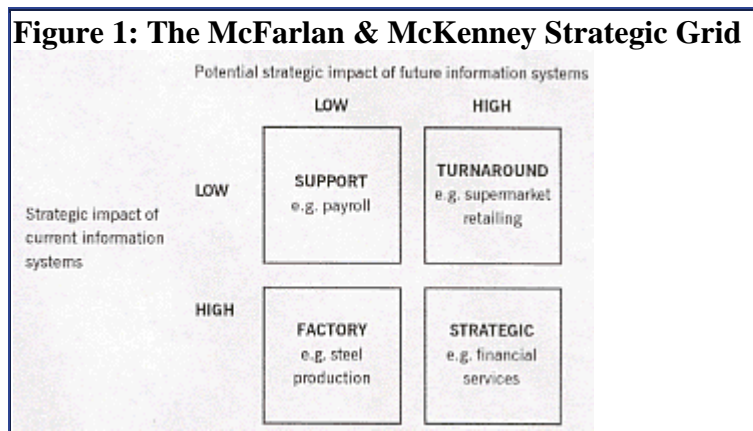 Figure 1: The McFarlan & McKenney Strategic Grid
Potential strategic impact of future information systems
LOW HIGH
LOW
SUPPORT
e.g. payroll
TURNAROUND
e.g. supermarket
retailing
Strategic impact of
current information
systems
HIGH
FACTORY
e.g. steel
production
STRATEGIC
e.g. financial
services